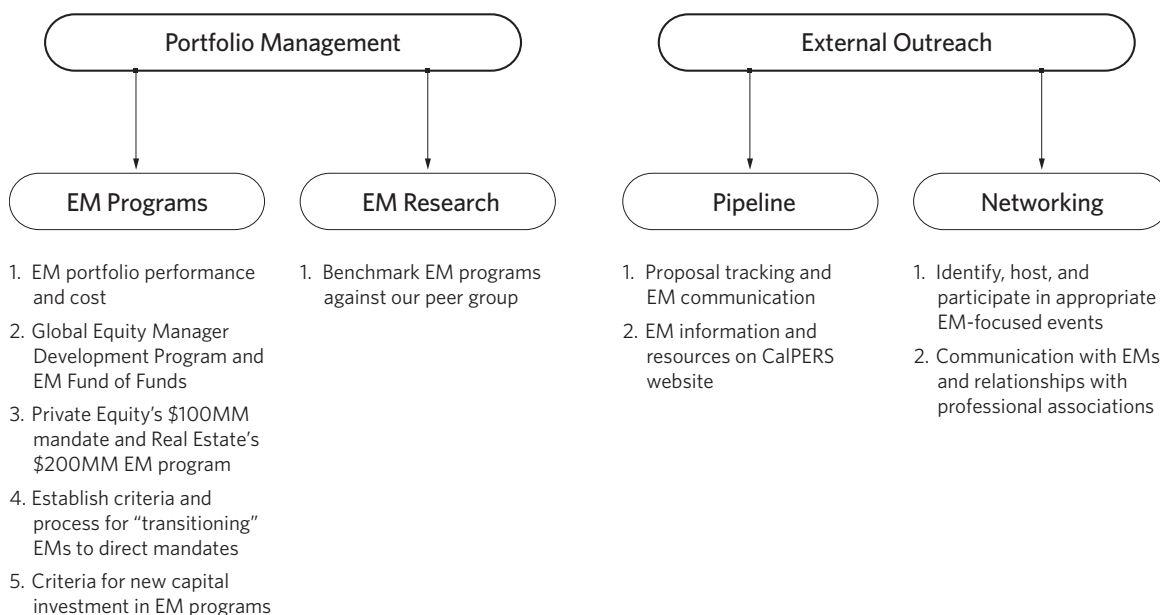 Portfolio Management
External Outreach
EM Programs
EM Research
Pipeline
Networking
1. EM portfolio performance
and cost
2. Global Equity Manager
Development Program and
EM Fund of Funds
3. Private Equity’s $100MM
mandate and Real Estate’s
$200MM EM program
4. Establish criteria and
process for “transitioning”
EMs to direct mandates
5. Criteria for new capital
investment in EM programs
1. Benchmark EM programs
against our peer group
1. Proposal tracking and
EM communication
2. EM information and
resources on CalPERS
website
1. Identify, host, and
participate in appropriate
EM-focused events
2. Communication with EMs
and relationships with
professional associations